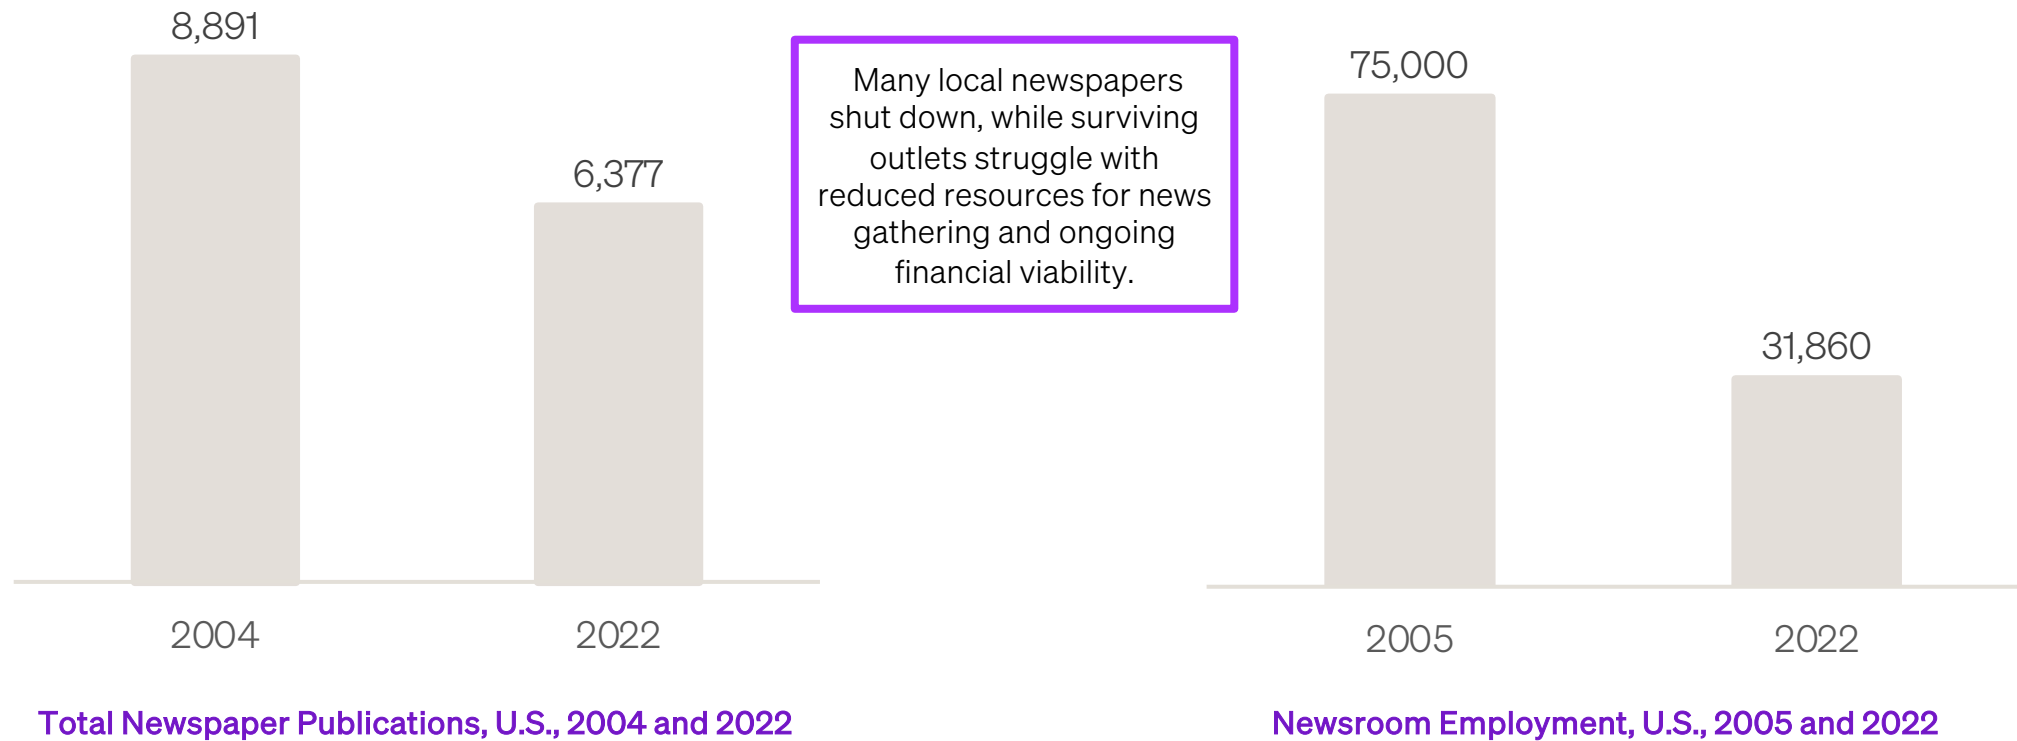 8,891
6,377
2004
2022
Total Newspaper Publications, U.S., 2004 and 2022
Many local newspapers
shut down, while surviving
outlets struggle with
reduced resources for news
gathering and ongoing
financial viability.
75,000
31,860
2005
2022
Newsroom Employment, U.S., 2005 and 2022